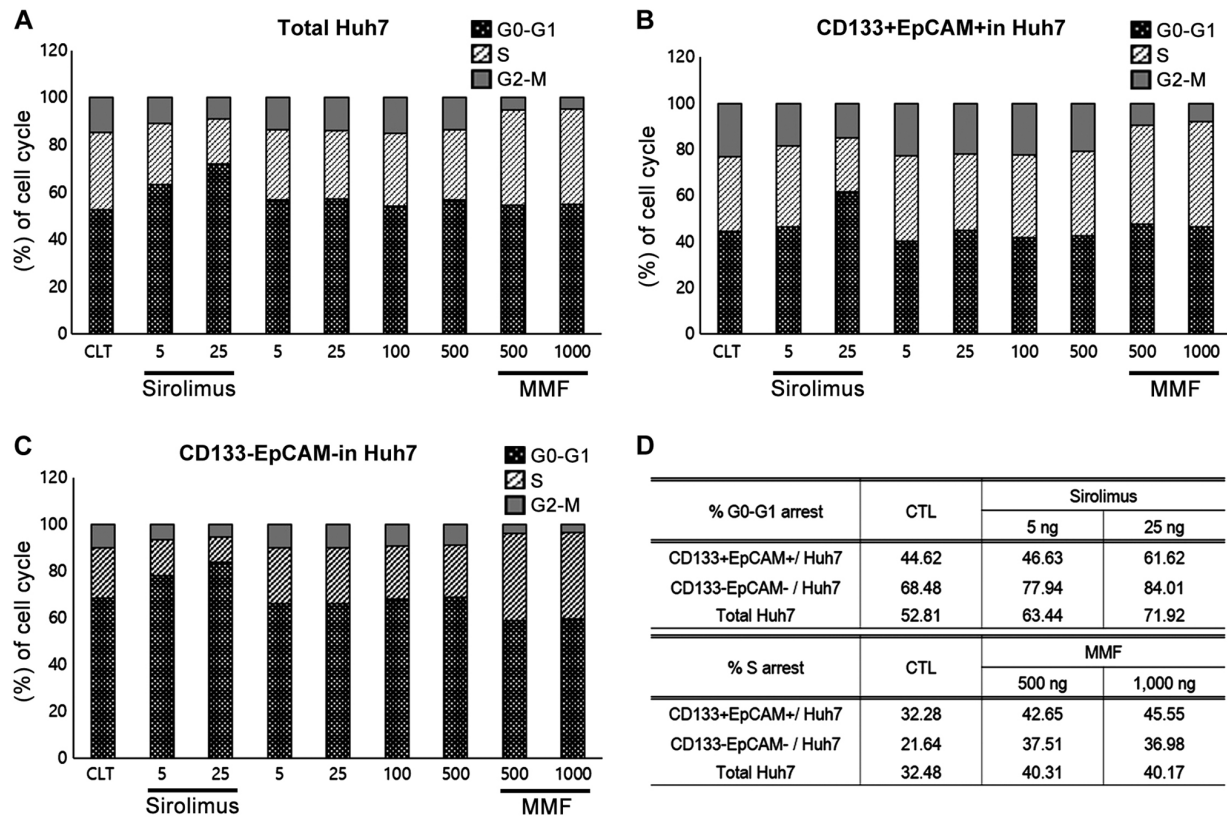 A
Total Huh7
G0-G1
S
G2-M
(%) of cell cycle
120
100
80
60
40
20
0
CLT 5 25 5 25 100 500 500 1000
Sirolimus MMF
B
CD133+EpCAM+in Huh7
G0-G1
S
G2-M
(%) of cell cycle
120
100
80
60
40
20
0
CLT 5 25 5 25 100 500 500 1000
Sirolimus MMF
C
CD133-EpCAM-in Huh7
G0-G1
S
G2-M
(%) of cell cycle
120
100
80
60
40
20
0
CLT 5 25 5 25 100 500 500 1000
Sirolimus MMF
D
% G0-G1 arrest CTL Sirolimus
5 ng 25 ng
CD133+EpCAM+/ Huh7 44.62 46.63 61.62
CD133-EpCAM- / Huh7 68.48 77.94 84.01
Total Huh7 52.81 63.44 71.92
% S arrest CTL MMF
500 ng 1,000 ng
CD133+EpCAM+/ Huh7 32.28 42.65 45.55
CD133-EpCAM- / Huh7 21.64 37.51 36.98
Total Huh7 32.48 40.31 40.17